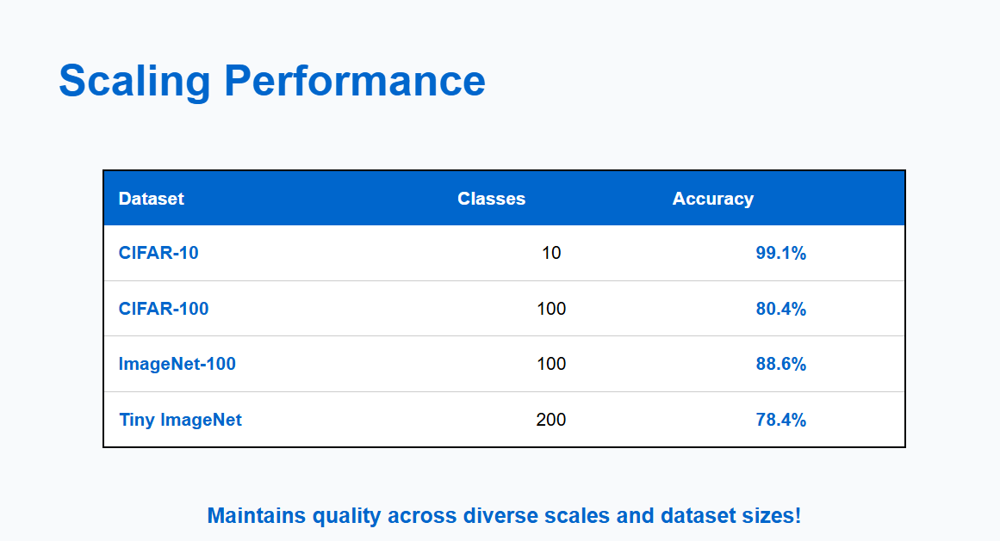 Scaling Performance
Dataset Classes Accuracy
CIFAR-10 10 99.1%
CIFAR-100 100 80.4%
ImageNet-100 100 88.6%
Tiny ImageNet 200 78.4%
Maintains quality across diverse scales and dataset sizes!